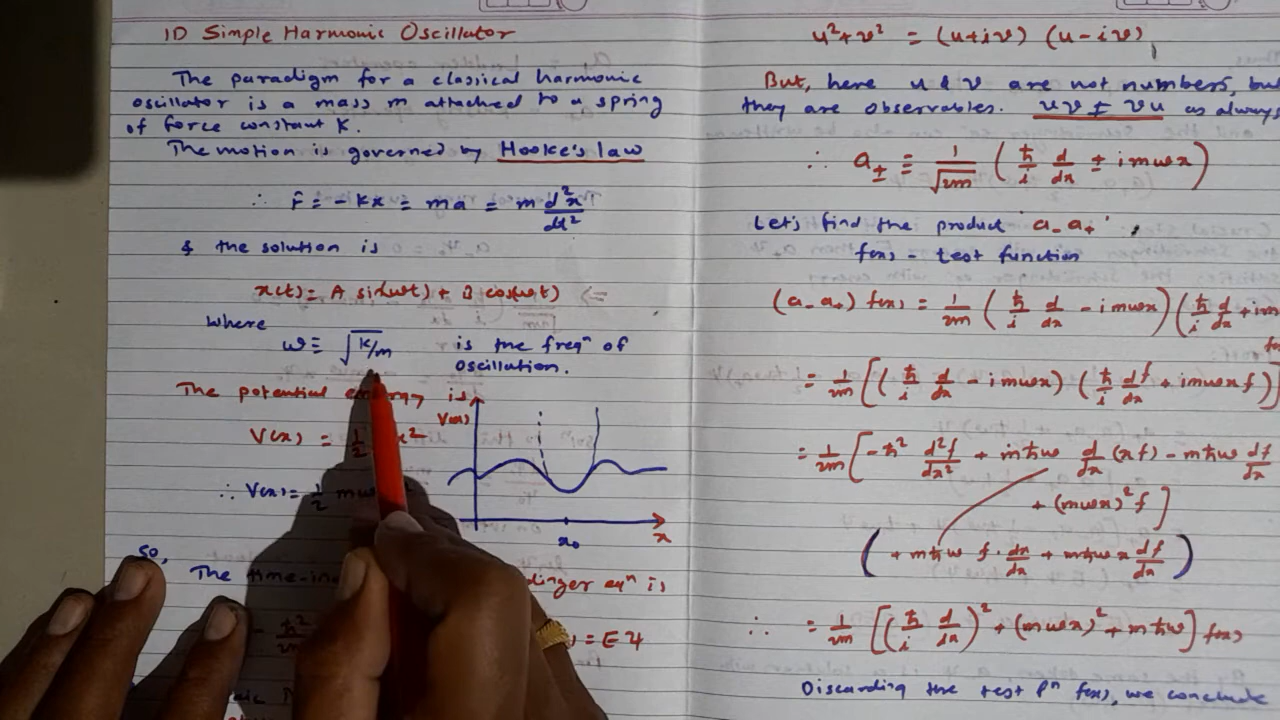 1D Simple Harmonic Oscillator
The paradigm for a classical harmonic
oscillator is a mass m attached to a spring
of force constant K.
The motion is governed by Hooke's law
∴ F = - Kx = ma = m d²x/dt²
& the solution is
x(t) = A sin(ωt) + B cos(ωt)
where
ω ≡ √K/m is the freqⁿ of
oscillation.
The potential energy is
V(x)
V(x) = 1/2 x²
∴ V(x) = 1/2 mω
x₀
x
So,
The time-in dinger eqⁿ is
= Eψ
u²+v² = (u+iv) (u-iv)
But, here u & v are not numbers, but
they are observables. uv ≠ vu as always
∴ a± ≡ 1/√2m (ħ/i d/dx ± imωx)
Let's find the product 'a₋a₊'
f(x) - test function
(a₋a₊) f(x) = 1/2m (ħ/i d/dx - imωx) (ħ/i d/dx + im
= 1/2m [(ħ/i d/dx - imωx) (ħ/i df/dx + imωxf)]
= 1/2m [-ħ² d²f/dx² + mħω d/dx (xf) - mħωx df/dx
+ (mωx)² f]
(+mħω f·dx/dx + mħωx df/dx)
∴ = 1/2m [(ħ/i d/dx)² + (mωx)² + mħω] f(x)
Discarding the test fⁿ f(x), we conclude